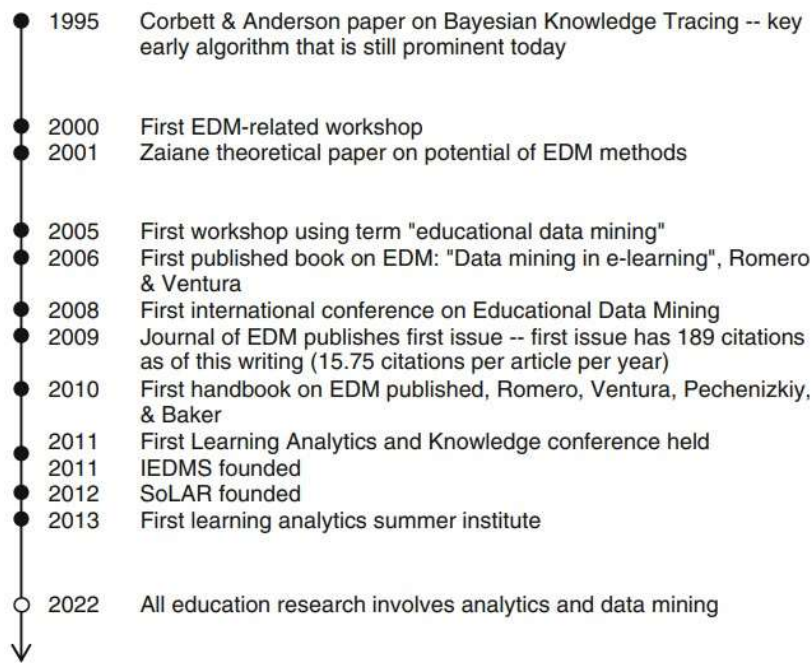 1995 Corbett & Anderson paper on Bayesian Knowledge Tracing -- key
early algorithm that is still prominent today
2000 First EDM-related workshop
2001 Zaiane theoretical paper on potential of EDM methods
2005 First workshop using term "educational data mining"
2006 First published book on EDM: "Data mining in e-learning", Romero
& Ventura
2008 First international conference on Educational Data Mining
2009 Journal of EDM publishes first issue -- first issue has 189 citations
as of this writing (15.75 citations per article per year)
2010 First handbook on EDM published, Romero, Ventura, Pechenizkiy,
& Baker
2011 First Learning Analytics and Knowledge conference held
2011 IEDMS founded
2012 SoLAR founded
2013 First learning analytics summer institute
2022 All education research involves analytics and data mining